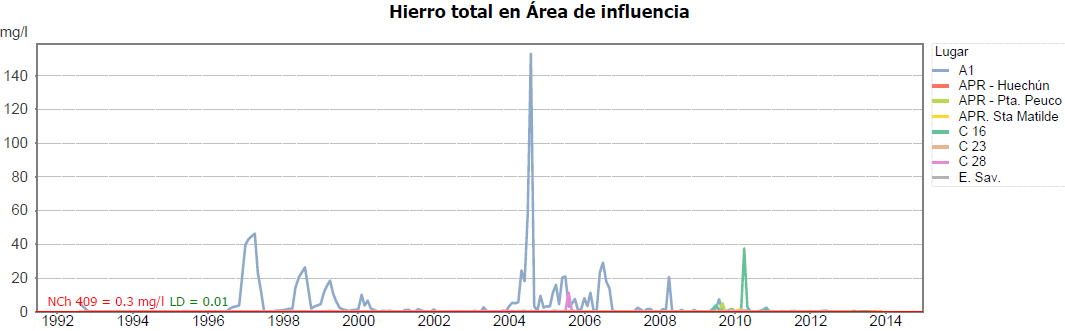 Hierro total en Área de influencia
mg/l
140
120
100
80
60
40
20
0
NCh 409 = 0.3 mg/l LD = 0.01
1992 1994 1996 1998 2000 2002 2004 2006 2008 2010 2012 2014
Lugar
A1
APR - Huechún
APR - Pta. Peuco
APR. Sta Matilde
C 16
C 23
C 28
E. Sav.